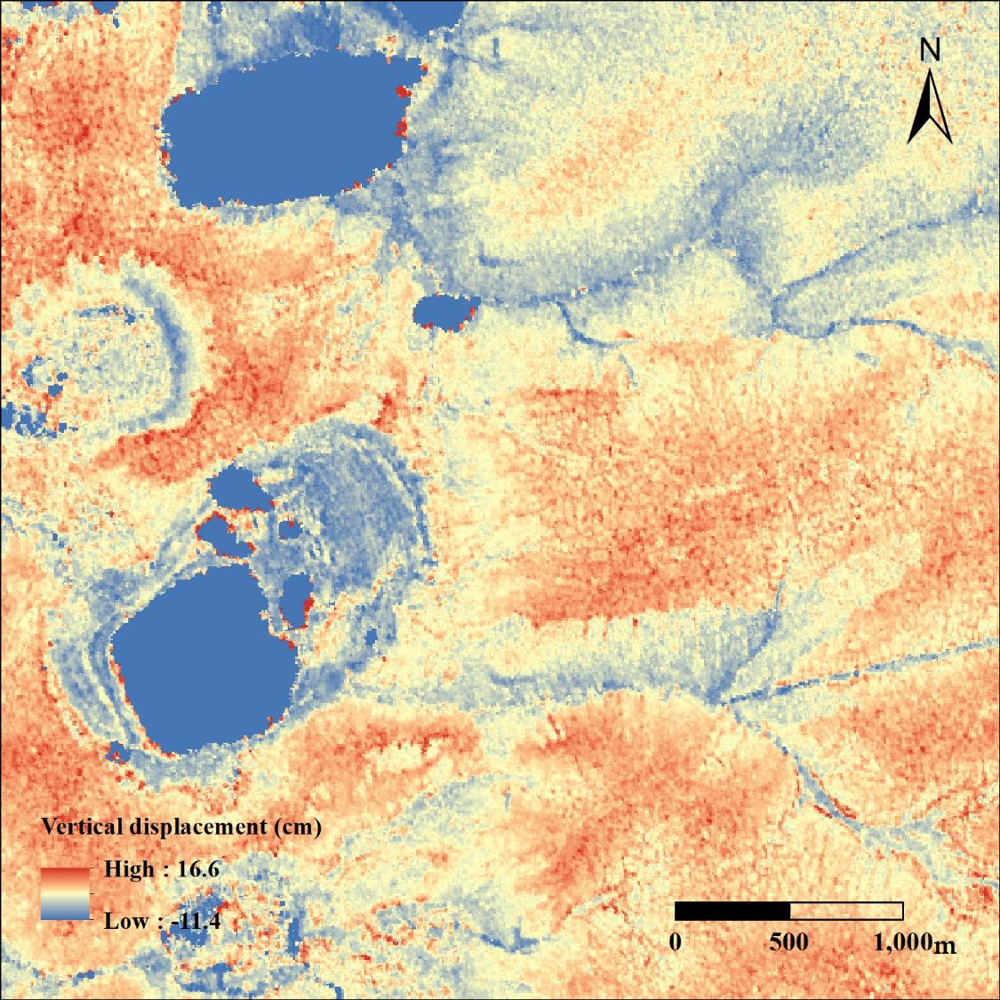 N
Vertical displacement (cm)
High : 16.6
Low : -11.4
0 500 1,000m